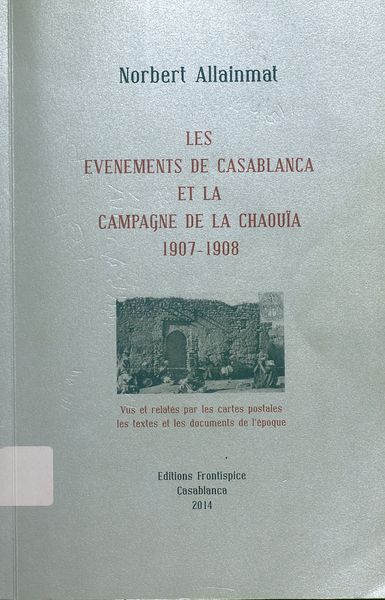 Norbert Allainmat
LES
EVENEMENTS DE CASABLANCA
ET LA
CAMPAGNE DE LA CHAOUÏA
1907-1908
Vus et relatés par les cartes postales
les textes et les documents de l'époque
Editions Frontispice
Casablanca
2014